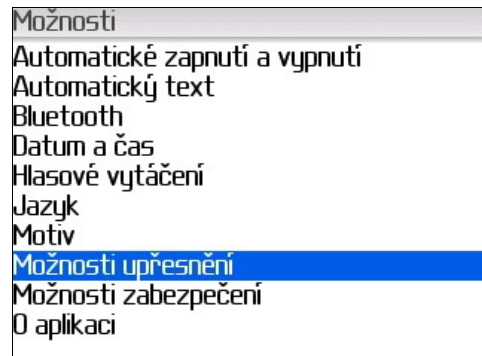 Možnosti
Automatické zapnutí a vypnutí
Automatický text
Bluetooth
Datum a čas
Hlasové vytáčení
Jazyk
Motiv
Možnosti upřesnění
Možnosti zabezpečení
O aplikaci